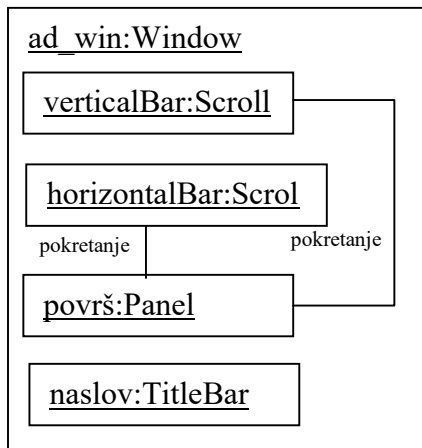 ad_win:Window
verticalBar:Scroll
horizontalBar:Scrol
pokretanje
pokretanje
površ:Panel
naslov:TitleBar